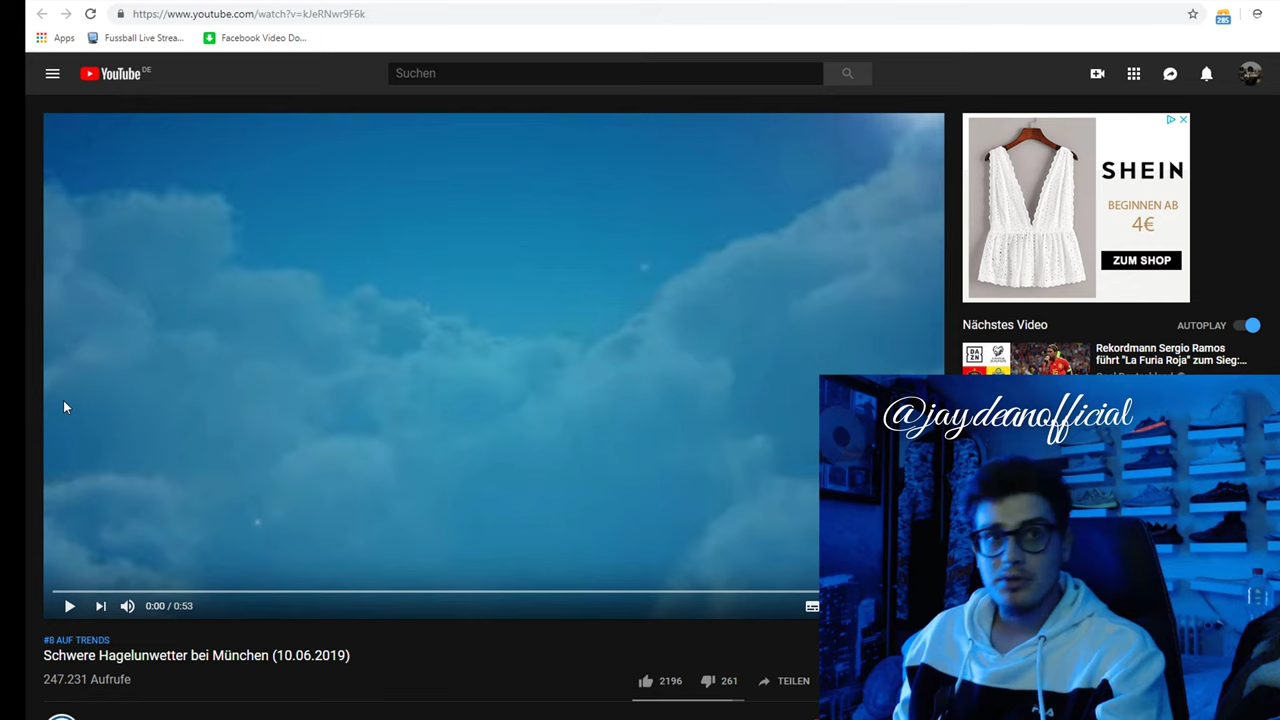 https://www.youtube.com/watch?v=kJeRNwr9F6k
285
Apps
Fussball Live Strea...
Facebook Video Do...
YouTube DE
Suchen
SHEIN
BEGINNEN AB
4€
ZUM SHOP
Nächstes Video
AUTOPLAY
DAZN
Rekordmann Sergio Ramos
führt "La Furia Roja" zum Sieg:...
@jaydeanofficial
0:00 / 0:53
#8 AUF TRENDS
Schwere Hagelunwetter bei München (10.06.2019)
247.231 Aufrufe
2196
261
TEILEN